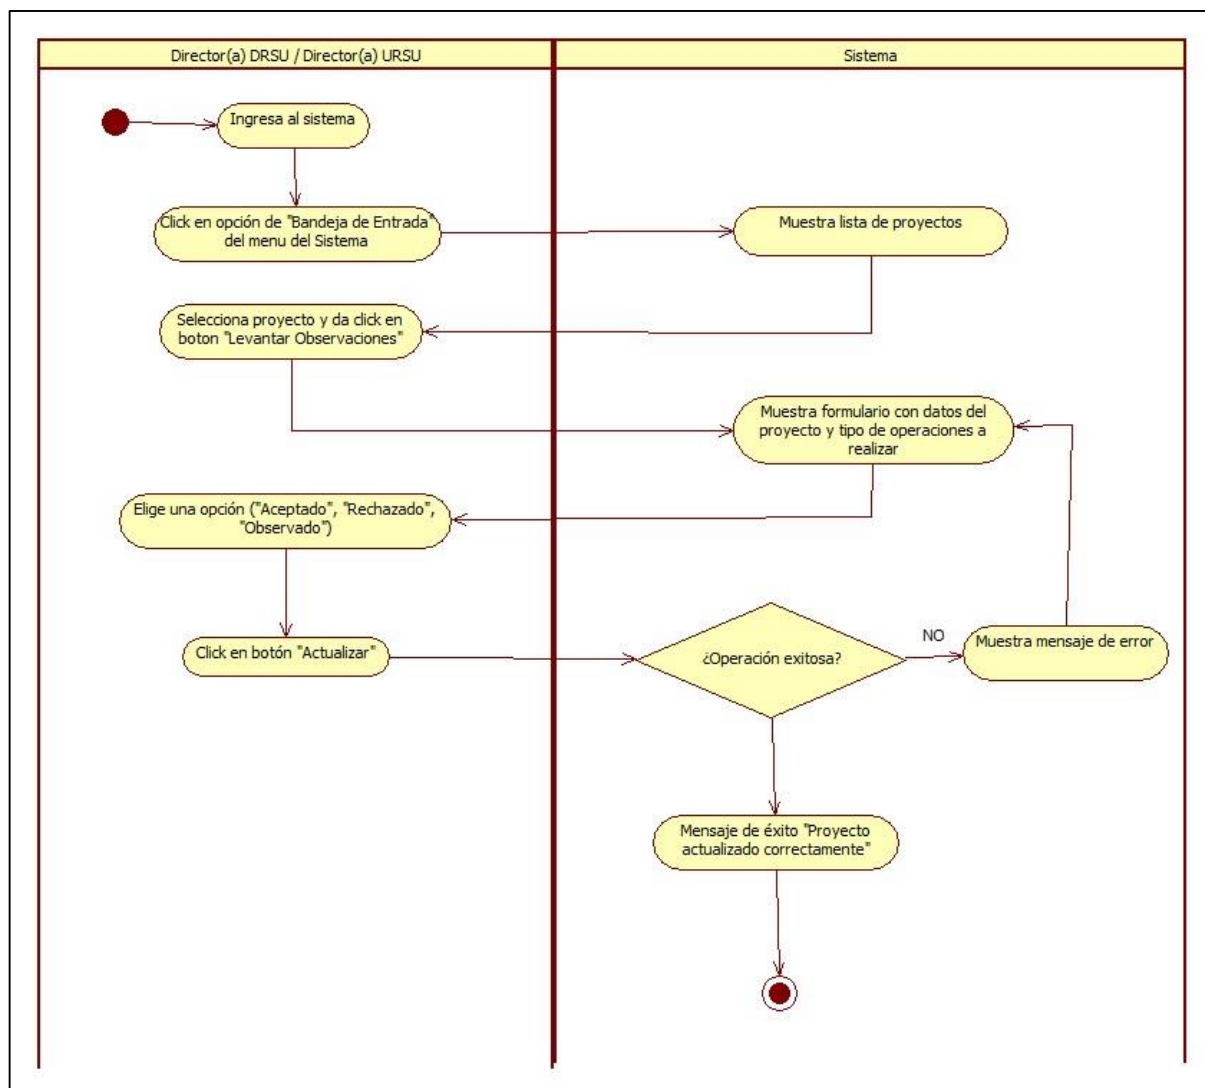 Director(a) DRSU / Director(a) URSU
Sistema
Ingresa al sistema
Click en opción de "Bandeja de Entrada"
del menu del Sistema
Muestra lista de proyectos
Selecciona proyecto y da click en
boton "Levantar Observaciones"
Muestra formulario con datos del
proyecto y tipo de operaciones a
realizar
Elige una opción ("Aceptado", "Rechazado",
"Observado")
Click en botón "Actualizar"
¿Operación exitosa?
NO
Muestra mensaje de error
Mensaje de éxito "Proyecto
actualizado correctamente"